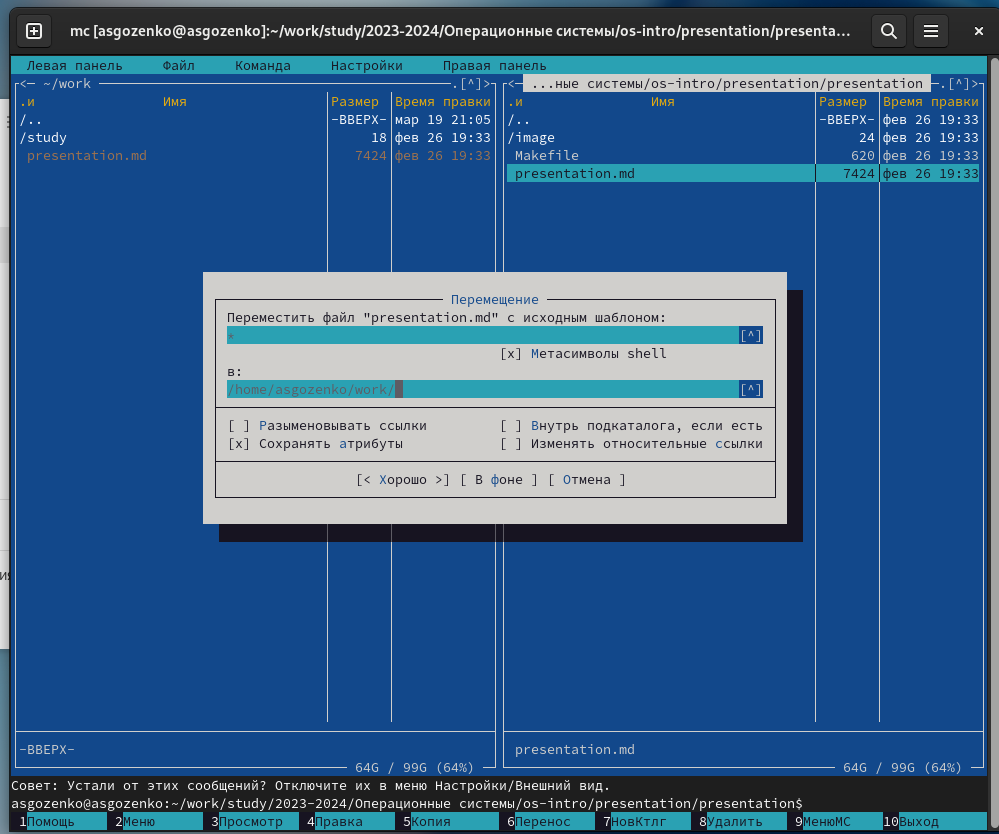 mc [asgozenko@asgozenko]:~/work/study/2023-2024/Операционные системы/os-intro/presentation/presenta...
Левая панель Файл Команда Настройки Правая панель
<— ~/work .[^]> <— ...ные системы/os-intro/presentation/presentation .[^]>
.и Имя Размер Время правки .и Имя Размер Время правки
/.. -ВВЕРХ- мар 19 21:05 /.. -ВВЕРХ- фев 26 19:33
/study 18 фев 26 19:33 /image 24 фев 26 19:33
presentation.md 7424 фев 26 19:33 Makefile 620 фев 26 19:33
presentation.md 7424 фев 26 19:33
Перемещение
Переместить файл "presentation.md" с исходным шаблоном:
* [^]
[x] Метасимволы shell
в:
/home/asgozenko/work/ [^]
[ ] Разыменовывать ссылки [ ] Внутрь подкаталога, если есть
[x] Сохранять атрибуты [ ] Изменять относительные ссылки
[< Хорошо >] [ В фоне ] [ Отмена ]
-ВВЕРХ- presentation.md
64G / 99G (64%) 64G / 99G (64%)
Совет: Устали от этих сообщений? Отключите их в меню Настройки/Внешний вид.
asgozenko@asgozenko:~/work/study/2023-2024/Операционные системы/os-intro/presentation/presentation$
1Помощь 2Меню 3Просмотр 4Правка 5Копия 6Перенос 7НовКтлг 8Удалить 9МенюМС 10Выход